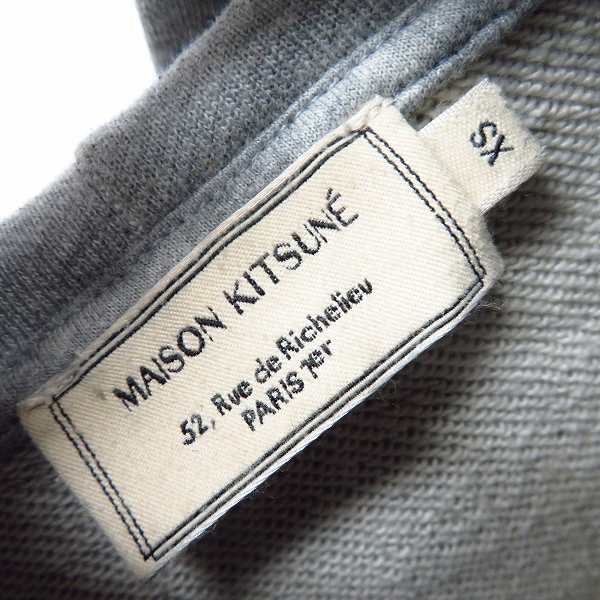 MAISON KITSUNÉ
52, Rue de Richelieu
PARIS 1er
XS